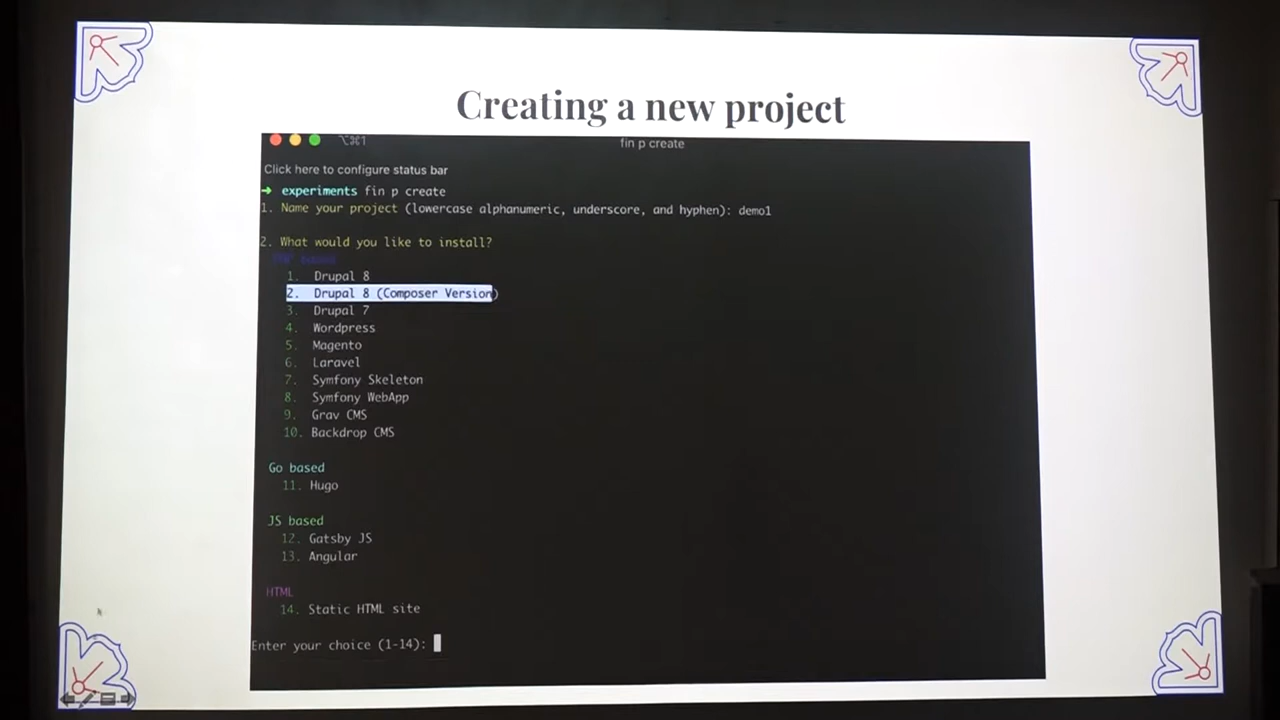 Creating a new project
⌥⌘1
fin p create
Click here to configure status bar
➜ experiments fin p create
1. Name your project (lowercase alphanumeric, underscore, and hyphen): demo1
2. What would you like to install?
PHP based
1. Drupal 8
2. Drupal 8 (Composer Version)
3. Drupal 7
4. Wordpress
5. Magento
6. Laravel
7. Symfony Skeleton
8. Symfony WebApp
9. Grav CMS
10. Backdrop CMS
Go based
11. Hugo
JS based
12. Gatsby JS
13. Angular
HTML
14. Static HTML site
Enter your choice (1-14):